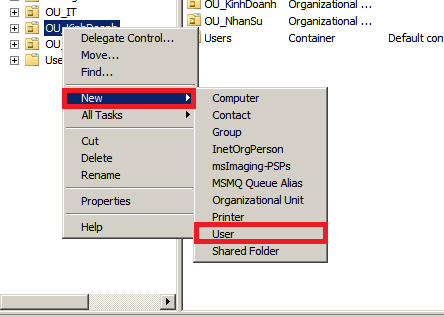 OU_IT
OU_KinhDoanh
OU_
Use
OU_KinhDoanh Organizational ...
OU_NhanSu Organizational ...
Users Container Default con
Delegate Control...
Move...
Find...
New
All Tasks
Cut
Delete
Rename
Properties
Help
Computer
Contact
Group
InetOrgPerson
msImaging-PSPs
MSMQ Queue Alias
Organizational Unit
Printer
User
Shared Folder